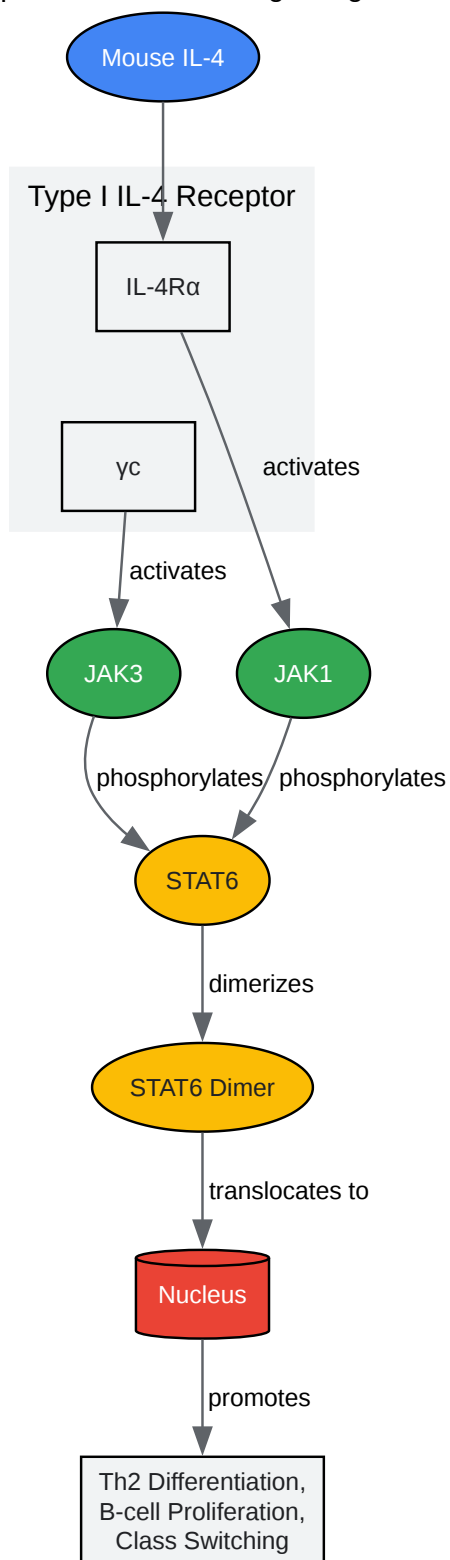 Mouse IL-4
Type I IL-4 Receptor
IL-4Rα
γc
activates
activates
JAK3
JAK1
phosphorylates
phosphorylates
STAT6
dimerizes
STAT6 Dimer
translocates to
Nucleus
promotes
Th2 Differentiation,
B-cell Proliferation,
Class Switching